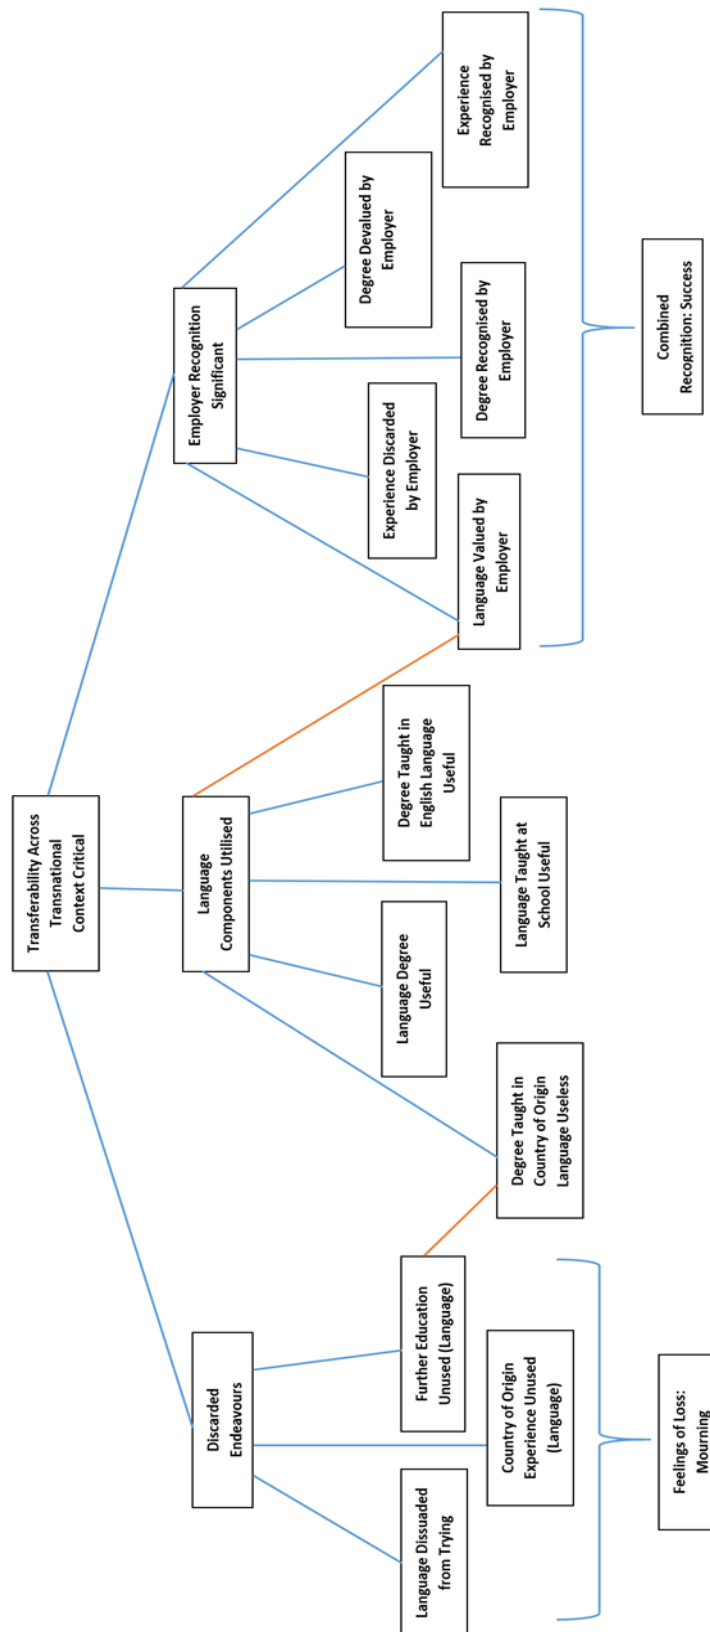 Transferability Across
Transnational
Context Critical
Discarded
Endeavours
Language
Components Utilised
Employer Recognition
Significant
Language Dissuaded
from Trying
Country of Origin
Experience Unused
(Language)
Further Education
Unused (Language)
Degree Taught in
Country of Origin
Language Useless
Language Degree
Useful
Language Taught at
School Useful
Degree Taught in
English Language
Useful
Language Valued by
Employer
Experience Discarded
by Employer
Degree Recognised by
Employer
Degree Devalued by
Employer
Experience
Recognised by
Employer
Feelings of Loss:
Mourning
Combined
Recognition: Success